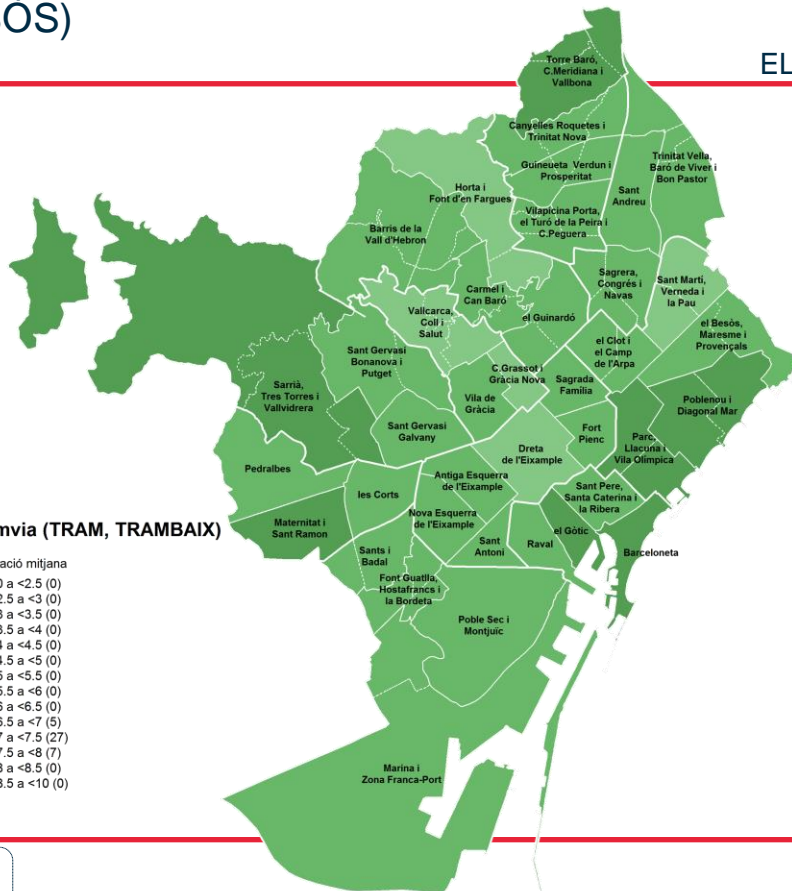 EL
Torre Baró,
C.Meridiana i
Vallbona
Canyelles Roquetes i
Trinitat Nova
Guineueta Verdun i
Prosperitat
Trinitat Vella,
Baró de Viver i
Bon Pastor
Sant
Andreu
Horta i
Font d'en Fargues
Vilapicina Porta,
el Turó de la Peira i
C.Peguera
Barris de la
Vall d'Hebron
Sagrera,
Congrés i
Navas
Sant Martí,
Verneda i
la Pau
Carmel i
Can Baró
Vallcarca,
Coll i
Salut
el Guinardó
el Besòs,
Maresme i
Provençals
el Clot i
el Camp
de l'Arpa
Sant Gervasi
Bonanova i
Putget
C.Grassot i
Gràcia Nova
Sagrada
Família
Sarrià,
Tres Torres i
Vallvidrera
Vila de
Gràcia
Poblenou i
Diagonal Mar
Sant Gervasi
Galvany
Fort
Pienc
Parc,
Llacuna i
Vila Olímpica
Dreta
de l'Eixample
Pedralbes
Antiga Esquerra
de l'Eixample
les Corts
Sant Pere,
Santa Caterina i
la Ribera
Nova Esquerra
de l'Eixample
Maternitat i
Sant Ramon
el Gòtic
Sant
Antoni
Raval
Barceloneta
Sants i
Badal
Font Guatlla,
Hostafrancs i
la Bordeta
Poble Sec i
Montjuïc
Marina i
Zona Franca-Port
(TRAM, TRAMBAIX)
mitjana
a <2.5 (0)
a <3 (0)
a <3.5 (0)
a <4 (0)
a <4.5 (0)
a <5 (0)
a <5.5 (0)
a <6 (0)
a <6.5 (0)
a <7 (5)
a <7.5 (27)
a <8 (7)
a <8.5 (0)
a <10 (0)